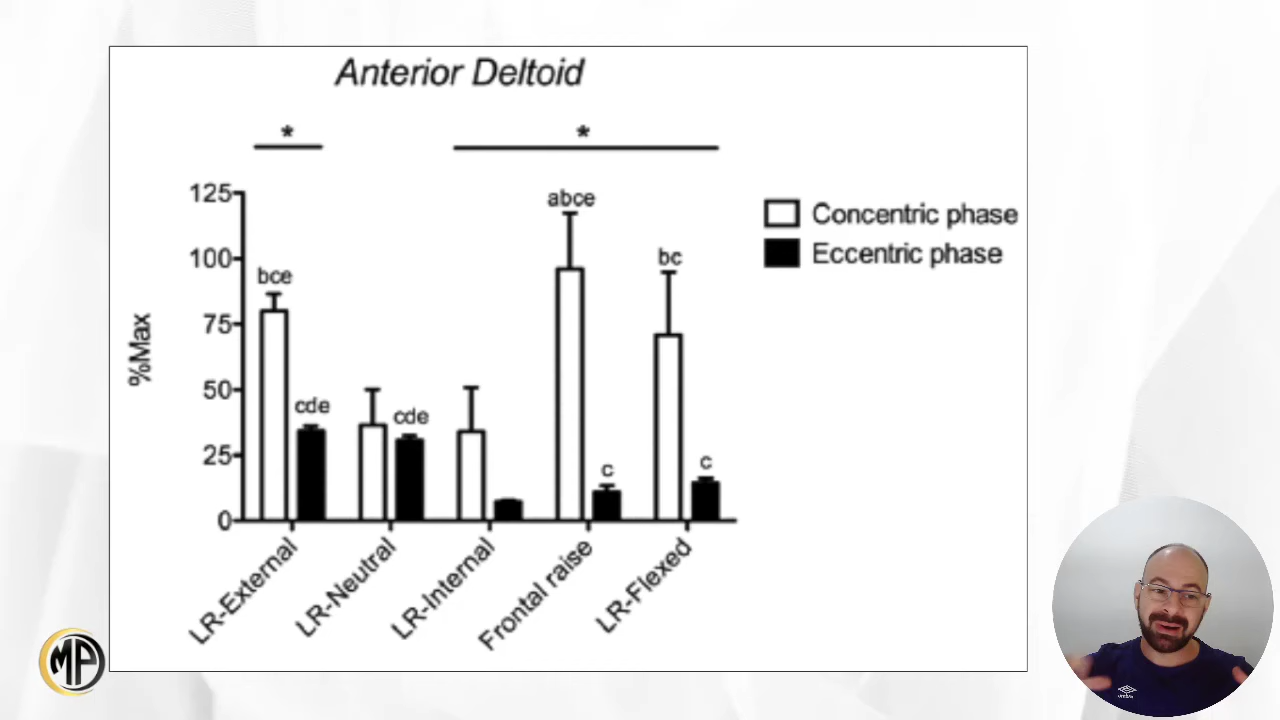 Anterior Deltoid
*
*
125
100
75
50
25
0
%Max
bce
cde
cde
abce
c
bc
c
Concentric phase
Eccentric phase
LR-External
LR-Neutral
LR-Internal
Frontal raise
LR-Flexed
MP
umbro